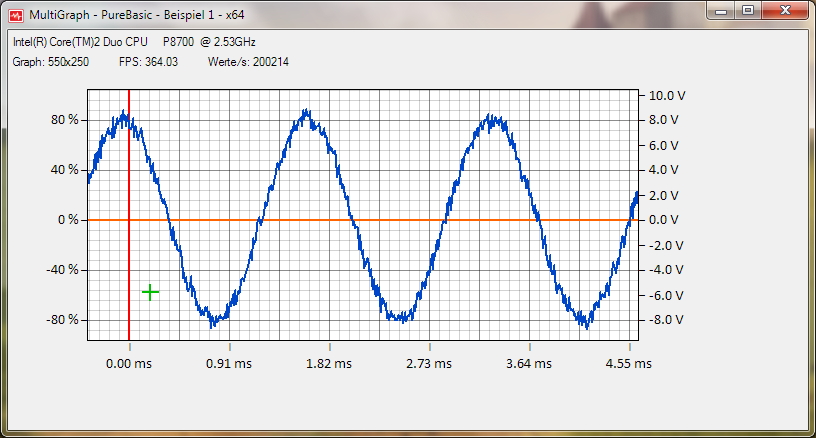 MultiGraph - PureBasic - Beispiel 1 - x64
Intel(R) Core(TM)2 Duo CPU P8700 @ 2.53GHz
Graph: 550x250 FPS: 364.03 Werte/s: 200214
10.0 V
80 % 8.0 V
6.0 V
40 % 4.0 V
2.0 V
0 % 0.0 V
-2.0 V
-40 % -4.0 V
-6.0 V
-80 % -8.0 V
0.00 ms 0.91 ms 1.82 ms 2.73 ms 3.64 ms 4.55 ms